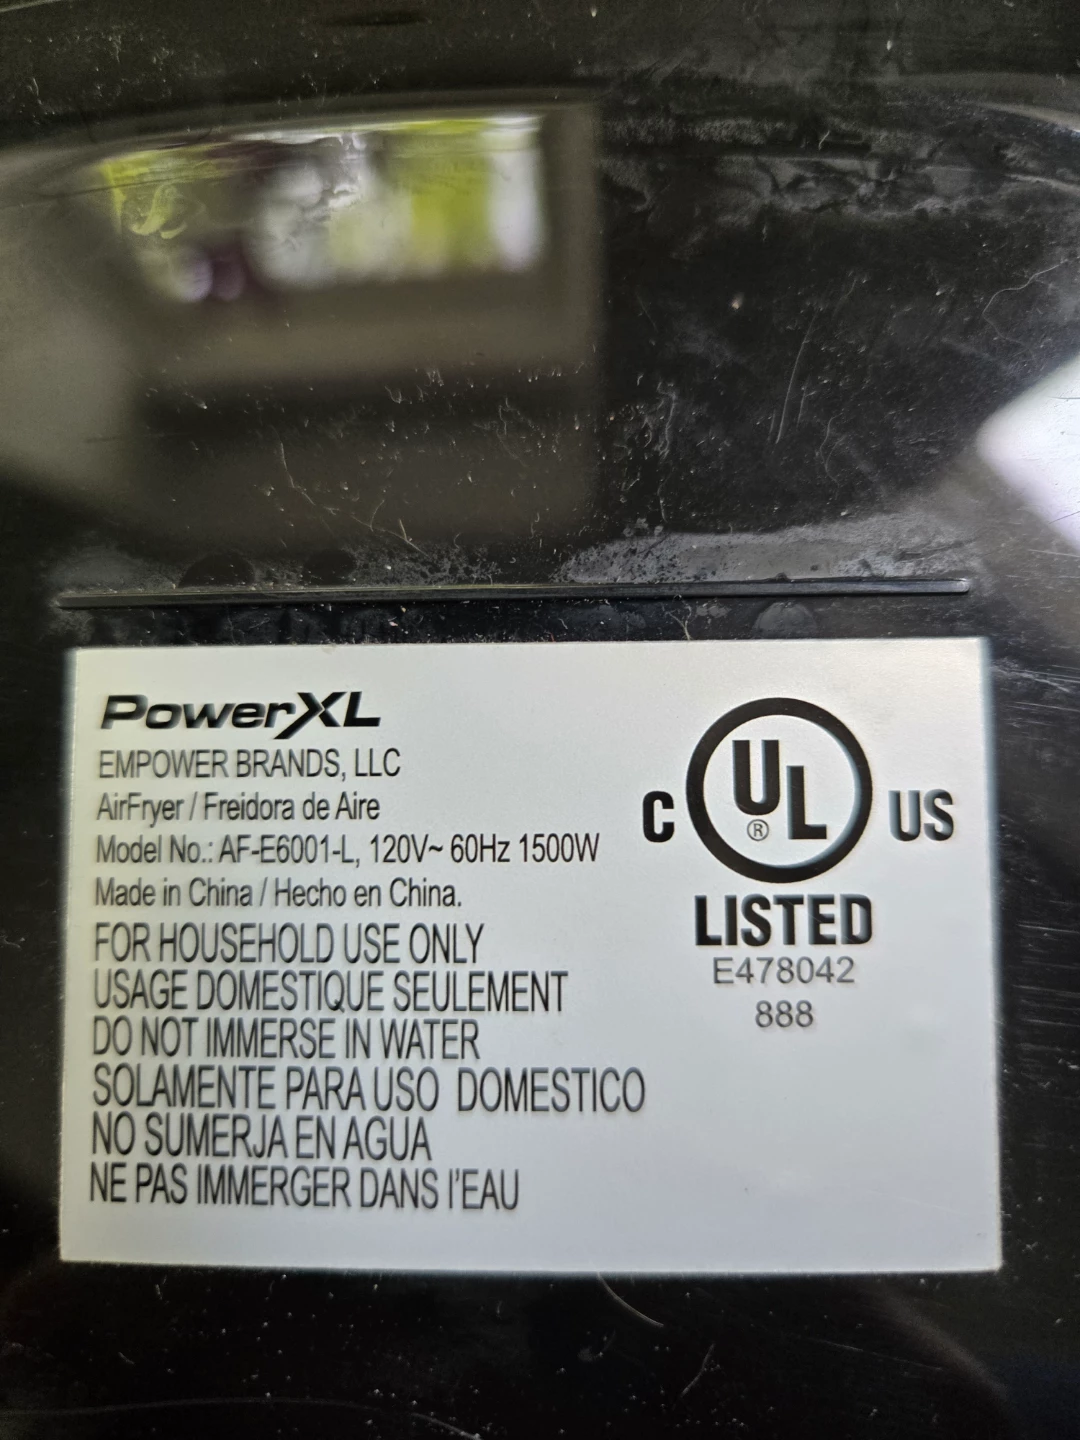 PowerXL
EMPOWER BRANDS, LLC
AirFryer / Freidora de Aire
Model No.: AF-E6001-L, 120V~ 60Hz 1500W
Made in China / Hecho en China.
FOR HOUSEHOLD USE ONLY
USAGE DOMESTIQUE SEULEMENT
DO NOT IMMERSE IN WATER
SOLAMENTE PARA USO DOMESTICO
NO SUMERJA EN AGUA
NE PAS IMMERGER DANS l'EAU
C UL ® US
LISTED
E478042
888